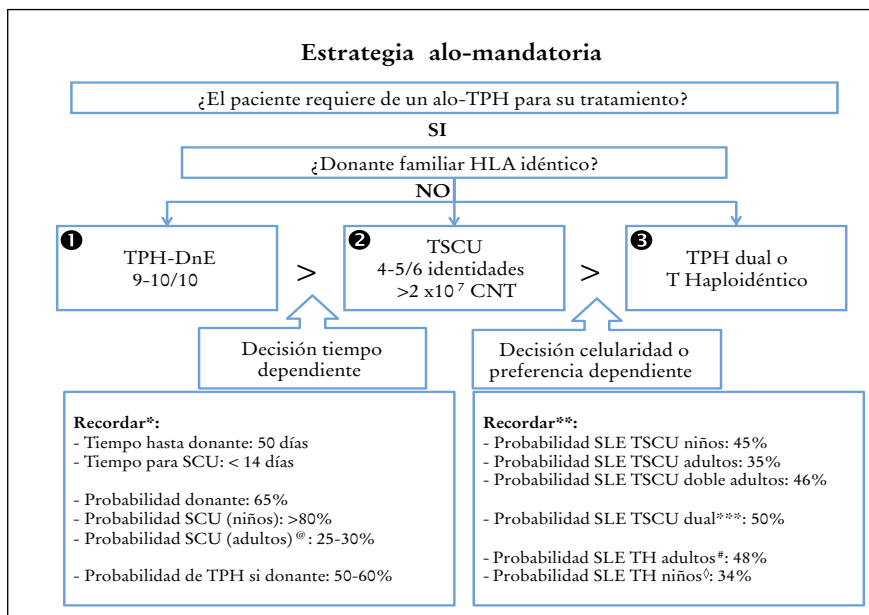 Estrategia alo-mandatoria
¿El paciente requiere de un alo-TPH para su tratamiento?
SI
¿Donante familiar HLA idéntico?
NO
❶
TPH-DnE
9-10/10
>
❷
TSCU
4-5/6 identidades
>2 x10⁷ CNT
>
❸
TPH dual o
T Haploidéntico
Decisión tiempo
dependiente
Decisión celularidad o
preferencia dependiente
Recordar*:
- Tiempo hasta donante: 50 días
- Tiempo para SCU: < 14 días
- Probabilidad donante: 65%
- Probabilidad SCU (niños): >80%
- Probabilidad SCU (adultos)@: 25-30%
- Probabilidad de TPH si donante: 50-60%
Recordar**:
- Probabilidad SLE TSCU niños: 45%
- Probabilidad SLE TSCU adultos: 35%
- Probabilidad SLE TSCU doble adultos: 46%
- Probabilidad SLE TSCU dual***: 50%
- Probabilidad SLE TH adultos#: 48%
- Probabilidad SLE TH niños◊: 34%